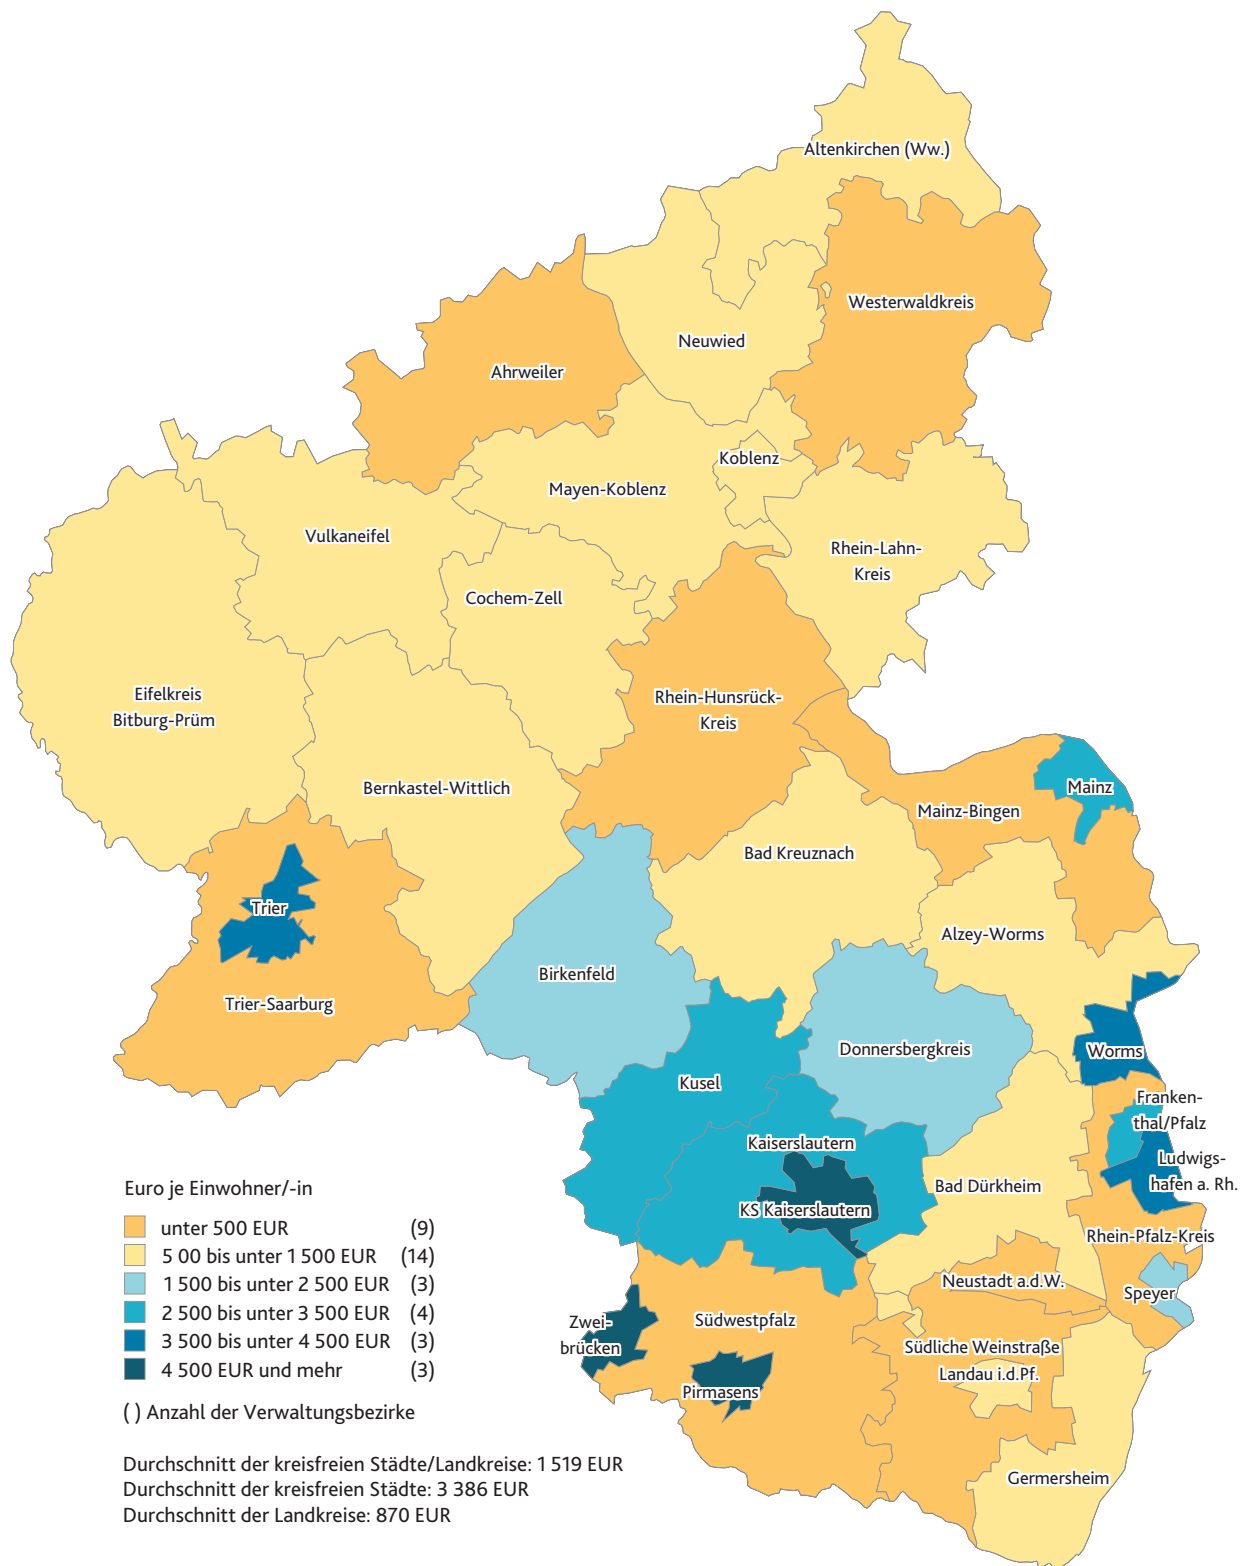 Altenkirchen (Ww.)
Westerwaldkreis
Neuwied
Ahrweiler
Koblenz
Mayen-Koblenz
Vulkaneifel
Rhein-Lahn-
Kreis
Cochem-Zell
Eifelkreis
Bitburg-Prüm
Rhein-Hunsrück-
Kreis
Bernkastel-Wittlich
Mainz
Mainz-Bingen
Bad Kreuznach
Trier
Alzey-Worms
Birkenfeld
Trier-Saarburg
Donnersbergkreis
Worms
Kusel
Franken-
thal/Pfalz
Kaiserslautern
Ludwigs-
hafen a. Rh.
Bad Dürkheim
KS Kaiserslautern
Rhein-Pfalz-Kreis
Neustadt a.d.W.
Speyer
Zwei-
brücken
Südwestpfalz
Südliche Weinstraße
Landau i.d.Pf.
Pirmasens
Germersheim
Euro je Einwohner/-in
unter 500 EUR (9)
5 00 bis unter 1 500 EUR (14)
1 500 bis unter 2 500 EUR (3)
2 500 bis unter 3 500 EUR (4)
3 500 bis unter 4 500 EUR (3)
4 500 EUR und mehr (3)
( ) Anzahl der Verwaltungsbezirke
Durchschnitt der kreisfreien Städte/Landkreise: 1 519 EUR
Durchschnitt der kreisfreien Städte: 3 386 EUR
Durchschnitt der Landkreise: 870 EUR